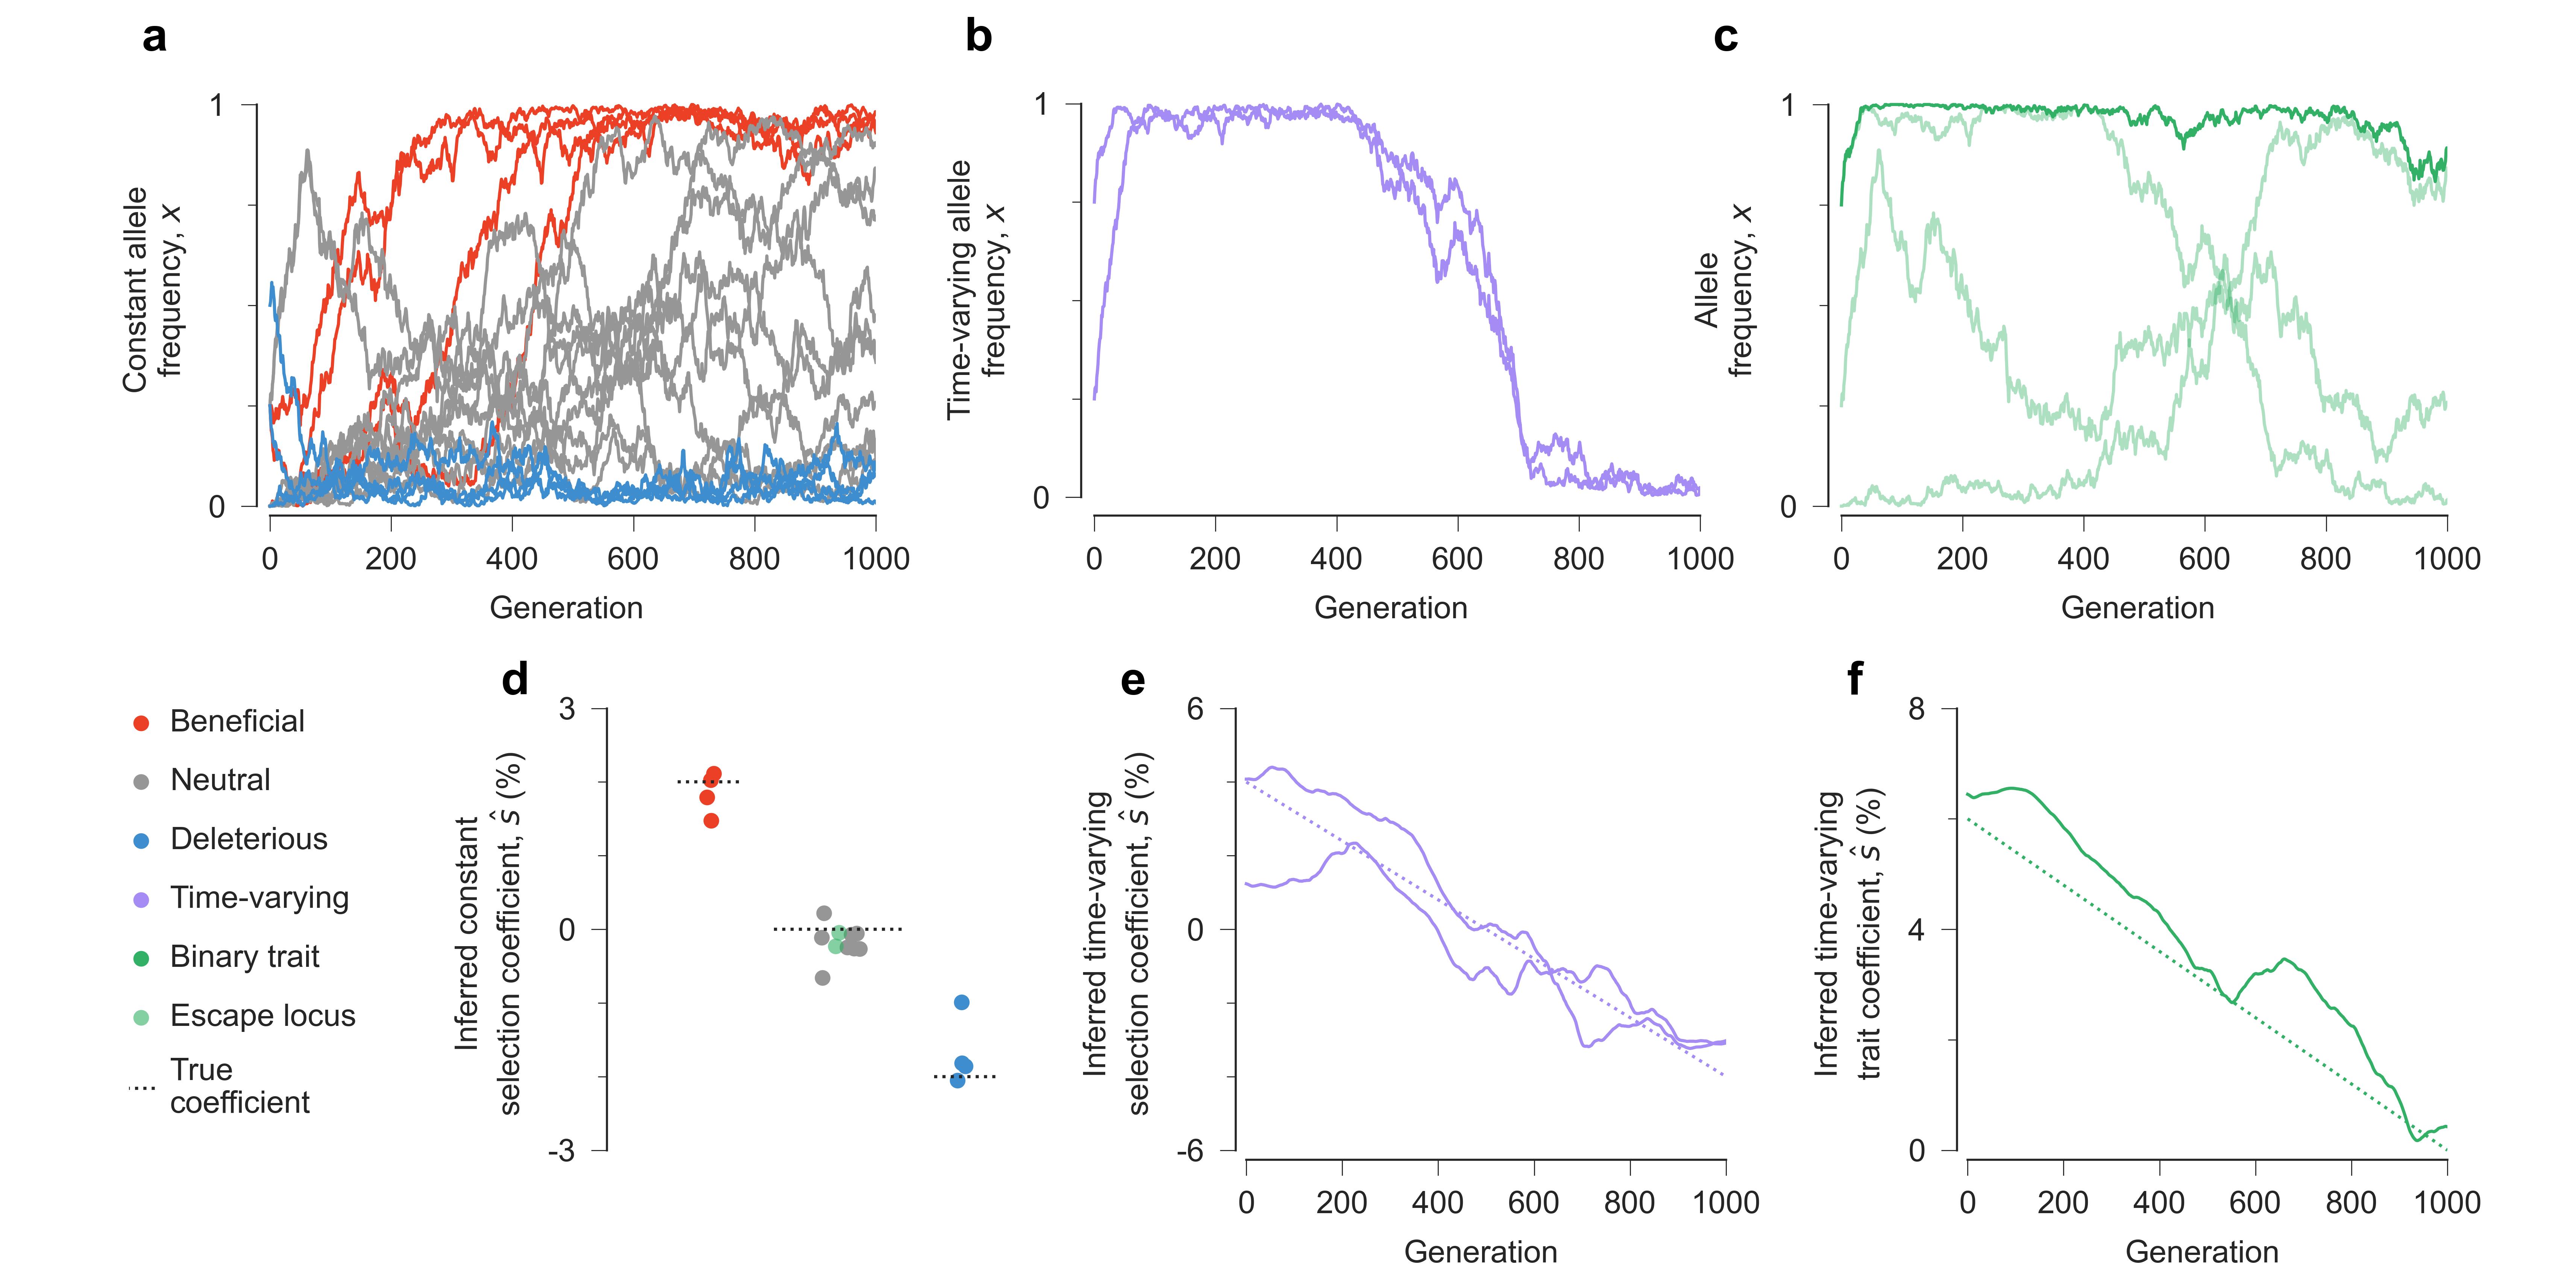 a
b
c
1
0
Constant allele
frequency, x
0 200 400 600 800 1000
Generation
1
0
Time-varying allele
frequency, x
0 200 400 600 800 1000
Generation
1
0
Allele
frequency, x
0 200 400 600 800 1000
Generation
Beneficial
Neutral
Deleterious
Time-varying
Binary trait
Escape locus
True
coefficient
d
3
0
-3
Inferred constant
selection coefficient, ŝ (%)
e
6
0
-6
Inferred time-varying
selection coefficient, ŝ (%)
0 200 400 600 800 1000
Generation
f
8
4
0
Inferred time-varying
trait coefficient, ŝ (%)
0 200 400 600 800 1000
Generation